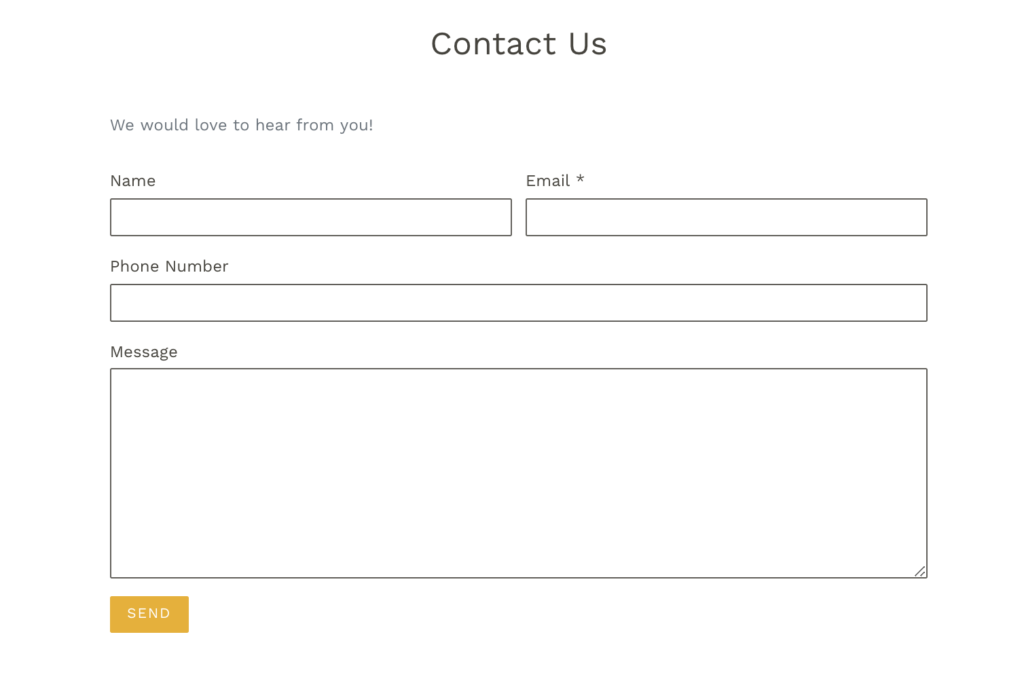 Contact Us
We would love to hear from you!
Name
Email *
Phone Number
Message
SEND